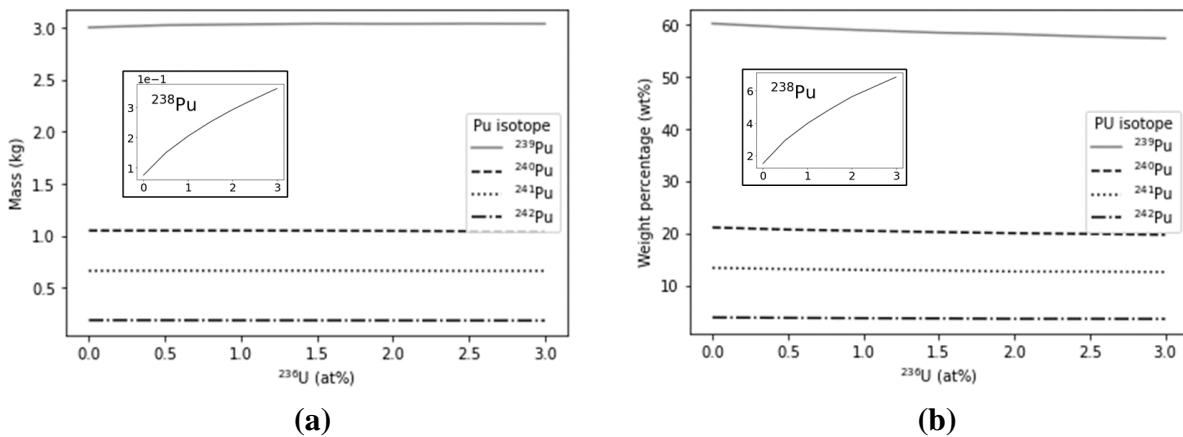 3.0
2.5
2.0
1.5
1.0
0.5
Mass (kg)
1e−1
²³⁸Pu
3
2
1
0 1 2 3
Pu isotope
²³⁹Pu
²⁴⁰Pu
²⁴¹Pu
²⁴²Pu
0.0 0.5 1.0 1.5 2.0 2.5 3.0
²³⁶U (at%)
(a)
60
50
40
30
20
10
Weight percentage (wt%)
²³⁸Pu
6
4
2
0 1 2 3
PU isotope
²³⁹Pu
²⁴⁰Pu
²⁴¹Pu
²⁴²Pu
0.0 0.5 1.0 1.5 2.0 2.5 3.0
²³⁶U (at%)
(b)